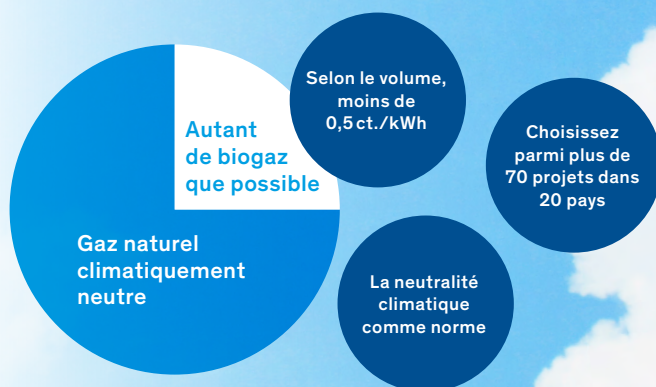 Autant
de biogaz
que possible
Gaz naturel
climatiquement
neutre
Selon le volume,
moins de
0,5 ct./kWh
Choisissez
parmi plus de
70 projets dans
20 pays
La neutralité
climatique
comme norme